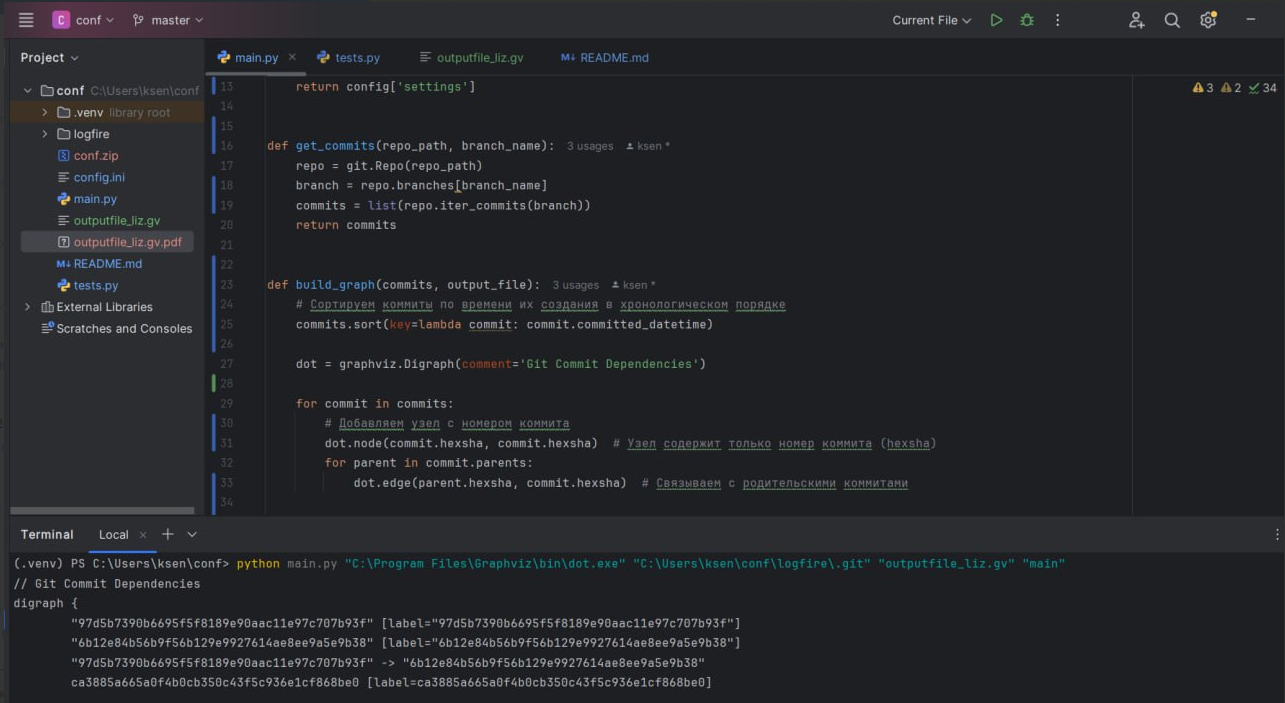 C conf master Current File
Project
main.py
tests.py
outputfile_liz.gv
M↓ README.md
conf C:\Users\ksen\conf
.venv library root
logfire
conf.zip
config.ini
main.py
outputfile_liz.gv
outputfile_liz.gv.pdf
M↓ README.md
tests.py
External Libraries
Scratches and Consoles
3 2 34
13 return config['settings']
14
15
16 def get_commits(repo_path, branch_name): 3 usages ksen *
17 repo = git.Repo(repo_path)
18 branch = repo.branches[branch_name]
19 commits = list(repo.iter_commits(branch))
20 return commits
21
22
23 def build_graph(commits, output_file): 3 usages ksen *
24 # Сортируем коммиты по времени их создания в хронологическом порядке
25 commits.sort(key=lambda commit: commit.committed_datetime)
26
27 dot = graphviz.Digraph(comment='Git Commit Dependencies')
28
29 for commit in commits:
30 # Добавляем узел с номером коммита
31 dot.node(commit.hexsha, commit.hexsha) # Узел содержит только номер коммита (hexsha)
32 for parent in commit.parents:
33 dot.edge(parent.hexsha, commit.hexsha) # Связываем с родительскими коммитами
34
Terminal Local
(.venv) PS C:\Users\ksen\conf> python main.py "C:\Program Files\Graphviz\bin\dot.exe" "C:\Users\ksen\conf\logfire\.git" "outputfile_liz.gv" "main"
// Git Commit Dependencies
digraph {
"97d5b7390b6695f5f8189e90aac11e97c707b93f" [label="97d5b7390b6695f5f8189e90aac11e97c707b93f"]
"6b12e84b56b9f56b129e9927614ae8ee9a5e9b38" [label="6b12e84b56b9f56b129e9927614ae8ee9a5e9b38"]
"97d5b7390b6695f5f8189e90aac11e97c707b93f" -> "6b12e84b56b9f56b129e9927614ae8ee9a5e9b38"
ca3885a665a0f4b0cb350c43f5c936e1cf868be0 [label=ca3885a665a0f4b0cb350c43f5c936e1cf868be0]